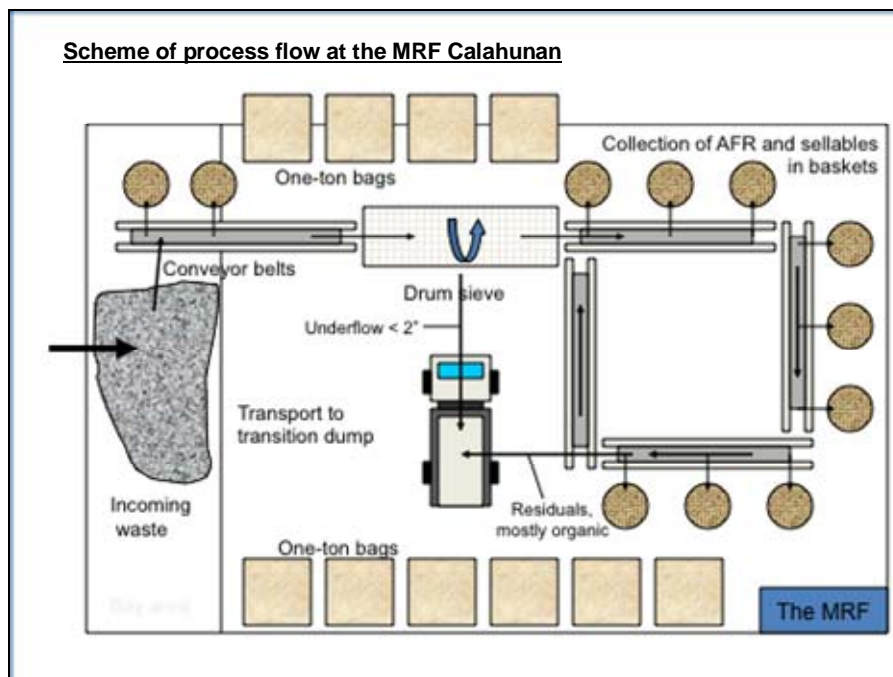 Scheme of process flow at the MRF Calahunan
Collection of AFR and sellables
in baskets
One-ton bags
Conveyor belts
Drum sieve
Underflow < 2"
Transport to
transition dump
Incoming
waste
Residuals,
mostly organic
One-ton bags
The MRF